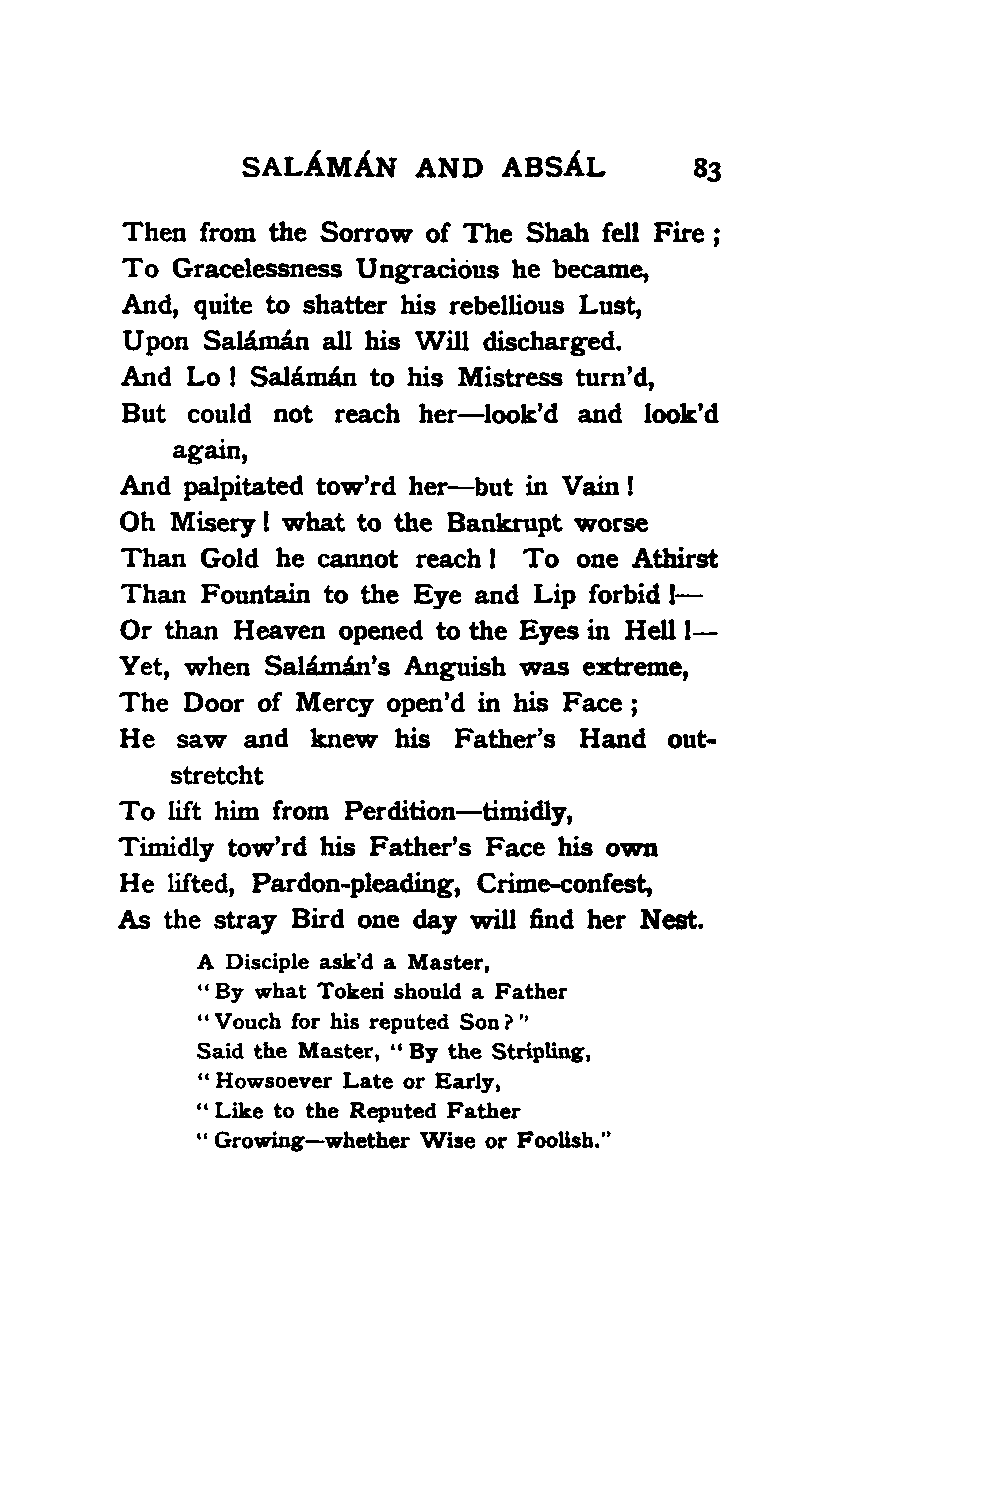 SALÁMÁN AND ABSÁL 83
Then from the Sorrow of The Shah fell Fire ;
To Gracelessness Ungracious he became,
And, quite to shatter his rebellious Lust,
Upon Salámán all his Will discharged.
And Lo ! Salámán to his Mistress turn'd,
But could not reach her—look'd and look'd
again,
And palpitated tow'rd her—but in Vain !
Oh Misery ! what to the Bankrupt worse
Than Gold he cannot reach ! To one Athirst
Than Fountain to the Eye and Lip forbid !—
Or than Heaven opened to the Eyes in Hell !—
Yet, when Salámán's Anguish was extreme,
The Door of Mercy open'd in his Face ;
He saw and knew his Father's Hand out-
stretcht
To lift him from Perdition—timidly,
Timidly tow'rd his Father's Face his own
He lifted, Pardon-pleading, Crime-confest,
As the stray Bird one day will find her Nest.
A Disciple ask'd a Master,
"By what Token should a Father
"Vouch for his reputed Son?"
Said the Master, "By the Stripling,
"Howsoever Late or Early,
"Like to the Reputed Father
"Growing—whether Wise or Foolish."